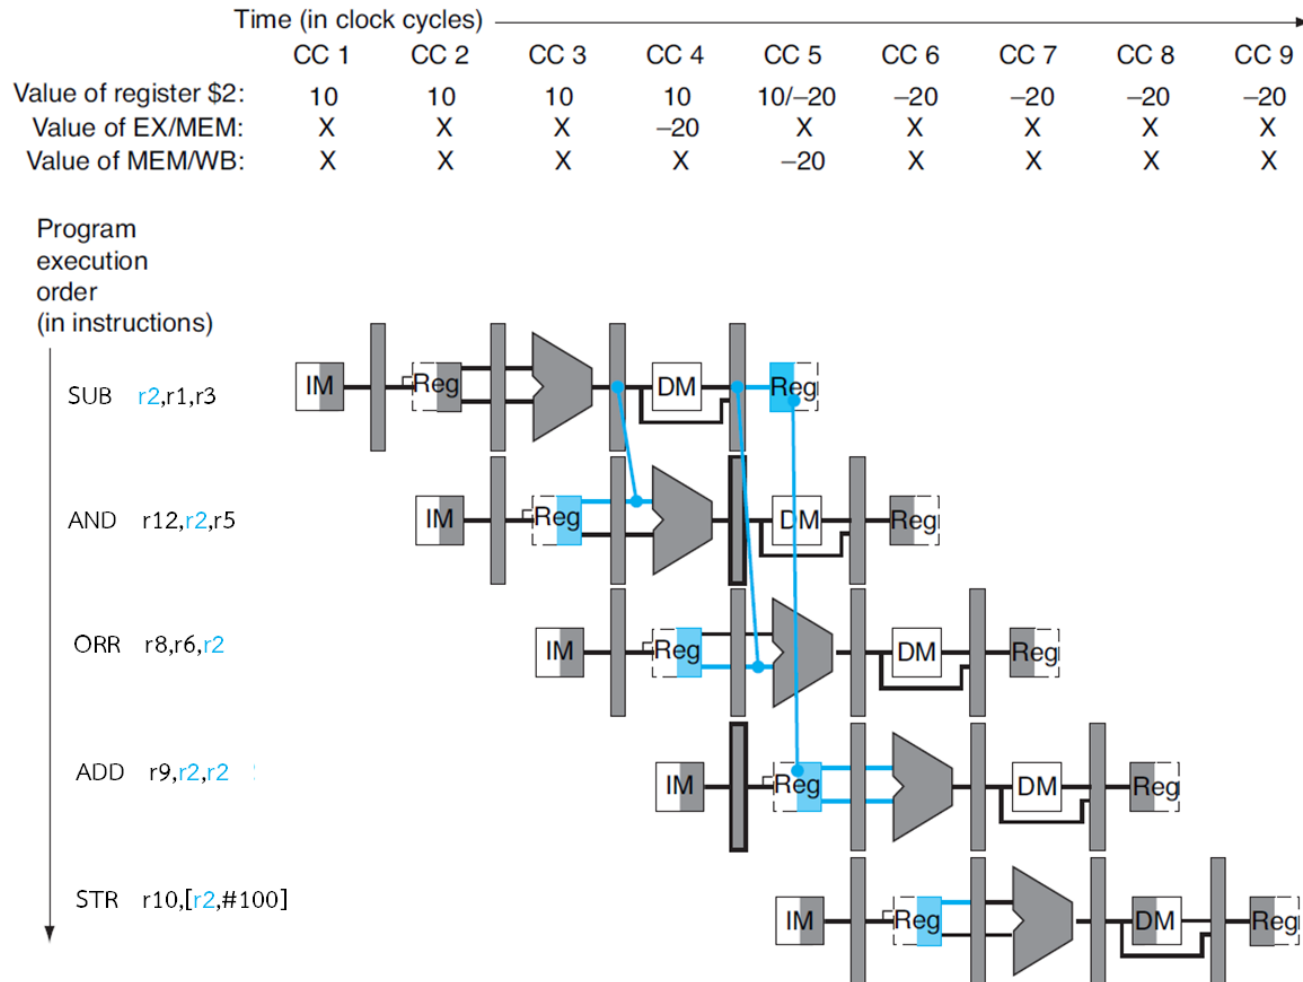 Time (in clock cycles)
CC 1 CC 2 CC 3 CC 4 CC 5 CC 6 CC 7 CC 8 CC 9
Value of register $2: 10 10 10 10 10/–20 –20 –20 –20 –20
Value of EX/MEM: X X X –20 X X X X X
Value of MEM/WB: X X X X –20 X X X X
Program
execution
order
(in instructions)
SUB r2,r1,r3 IM Reg DM Reg
AND r12,r2,r5 IM Reg DM Reg
ORR r8,r6,r2 IM Reg DM Reg
ADD r9,r2,r2 IM Reg DM Reg
STR r10,[r2,#100] IM Reg DM Reg